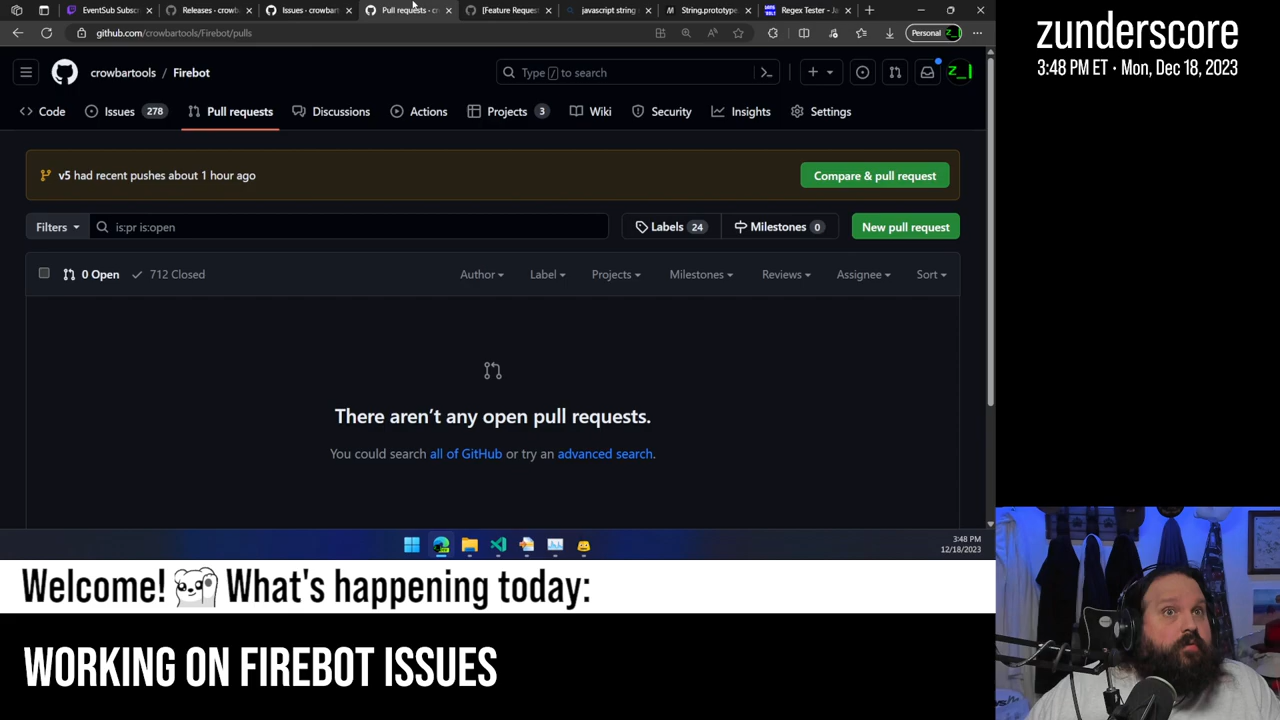 EventSub Subscr
Releases · crowb
Issues · crowbart
Pull requests · c
[Feature Reques
javascript string
String.prototype.
Regex Tester - Ja
github.com/crowbartools/Firebot/pulls
Personal
crowbartools / Firebot
Type / to search
Code
Issues 278
Pull requests
Discussions
Actions
Projects 3
Wiki
Security
Insights
Settings
v5 had recent pushes about 1 hour ago
Compare & pull request
Filters
is:pr is:open
Labels 24
Milestones 0
New pull request
0 Open
712 Closed
Author
Label
Projects
Milestones
Reviews
Assignee
Sort
There aren't any open pull requests.
You could search all of GitHub or try an advanced search.
3:48 PM
12/18/2023
zunderscore
3:48 PM ET · Mon, Dec 18, 2023
Welcome! What's happening today:
WORKING ON FIREBOT ISSUES